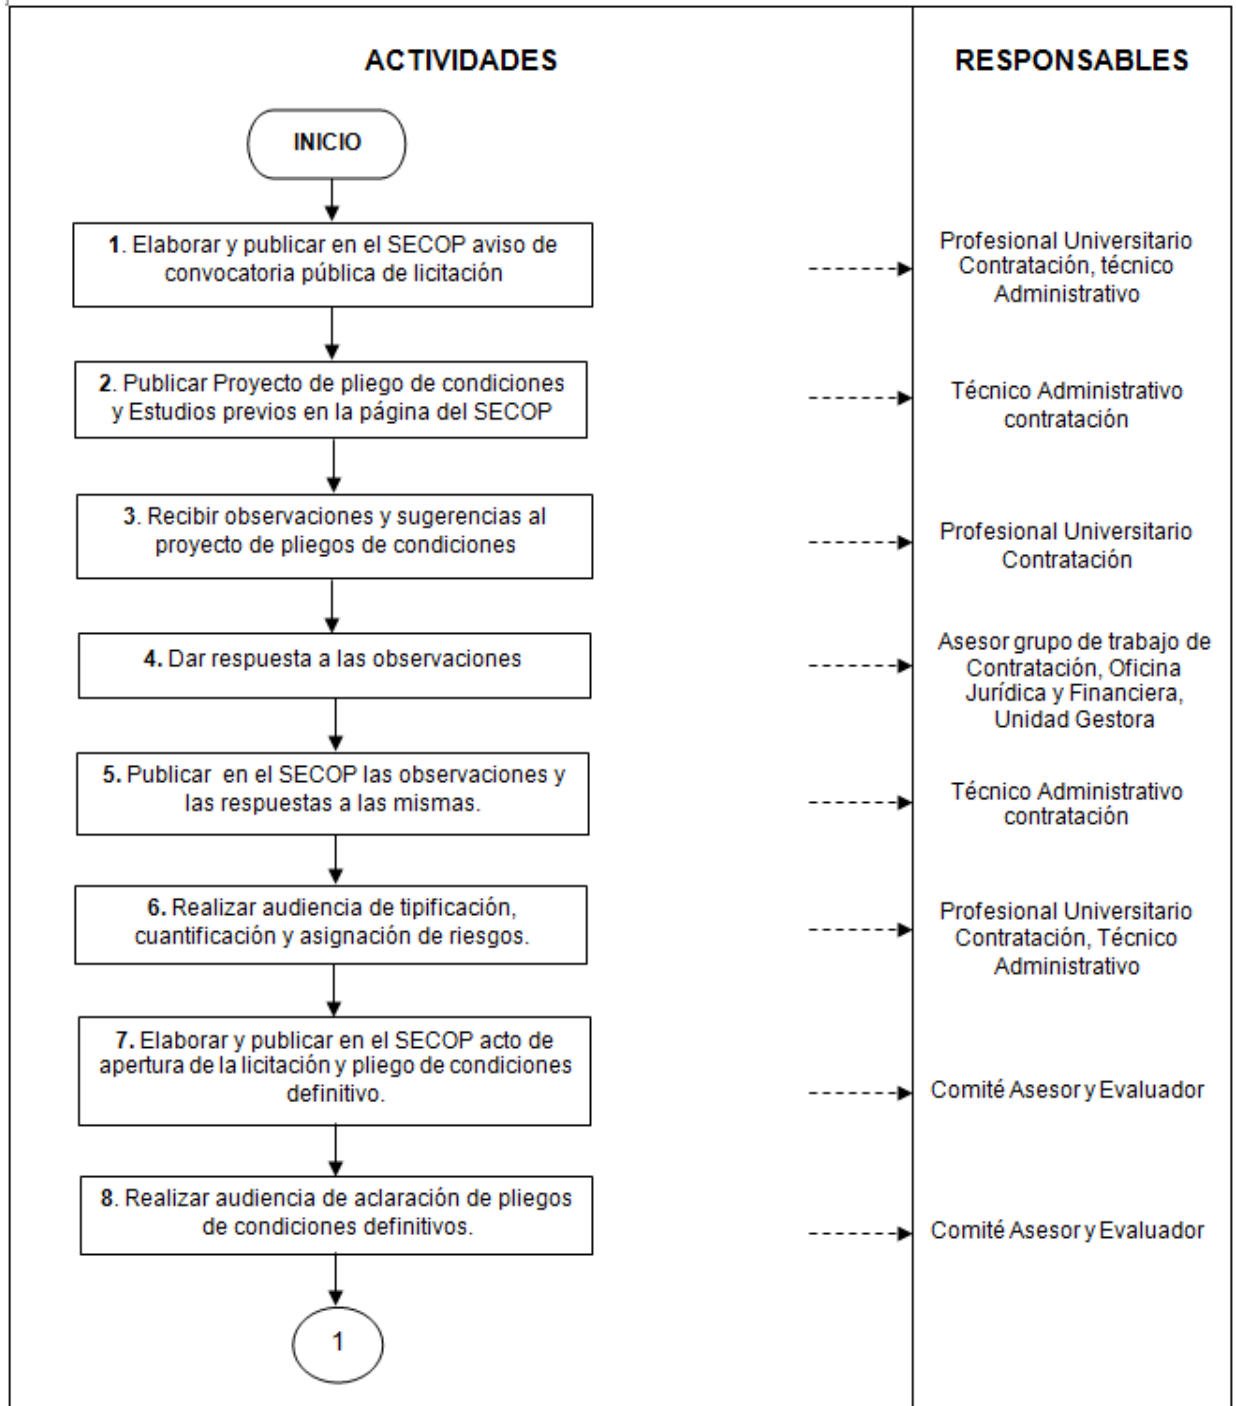 ACTIVIDADES
RESPONSABLES
INICIO
1. Elaborar y publicar en el SECOP aviso de
convocatoria pública de licitación
Profesional Universitario
Contratación, técnico
Administrativo
2. Publicar Proyecto de pliego de condiciones
y Estudios previos en la página del SECOP
Técnico Administrativo
contratación
3. Recibir observaciones y sugerencias al
proyecto de pliegos de condiciones
Profesional Universitario
Contratación
4. Dar respuesta a las observaciones
Asesor grupo de trabajo de
Contratación, Oficina
Jurídica y Financiera,
Unidad Gestora
5. Publicar en el SECOP las observaciones y
las respuestas a las mismas.
Técnico Administrativo
contratación
6. Realizar audiencia de tipificación,
cuantificación y asignación de riesgos.
Profesional Universitario
Contratación, Técnico
Administrativo
7. Elaborar y publicar en el SECOP acto de
apertura de la licitación y pliego de condiciones
definitivo.
Comité Asesor y Evaluador
8. Realizar audiencia de aclaración de pliegos
de condiciones definitivos.
Comité Asesor y Evaluador
1